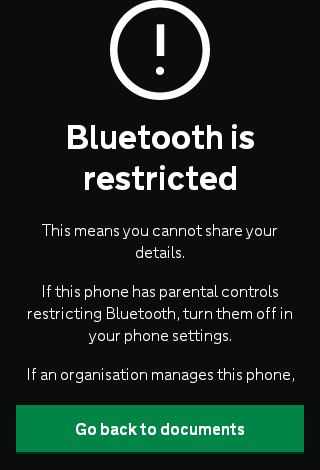 Bluetooth is
restricted
This means you cannot share your
details.
If this phone has parental controls
restricting Bluetooth, turn them off in
your phone settings.
If an organisation manages this phone,
Go back to documents